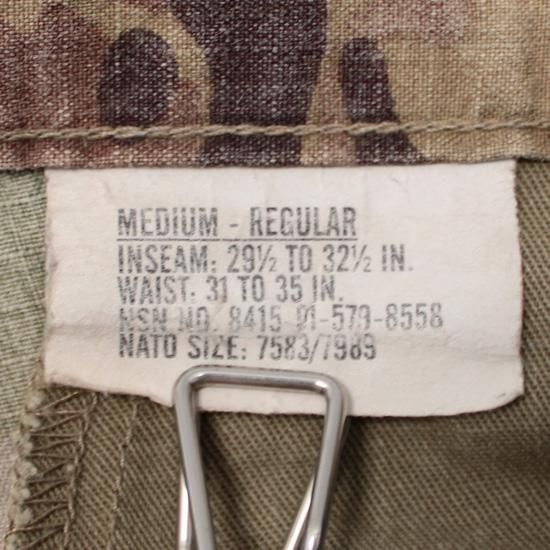 MEDIUM - REGULAR
INSEAM: 29½ TO 32½ IN.
WAIST: 31 TO 35 IN.
NSN NO. 8415-01-579-8558
NATO SIZE: 7583/7989